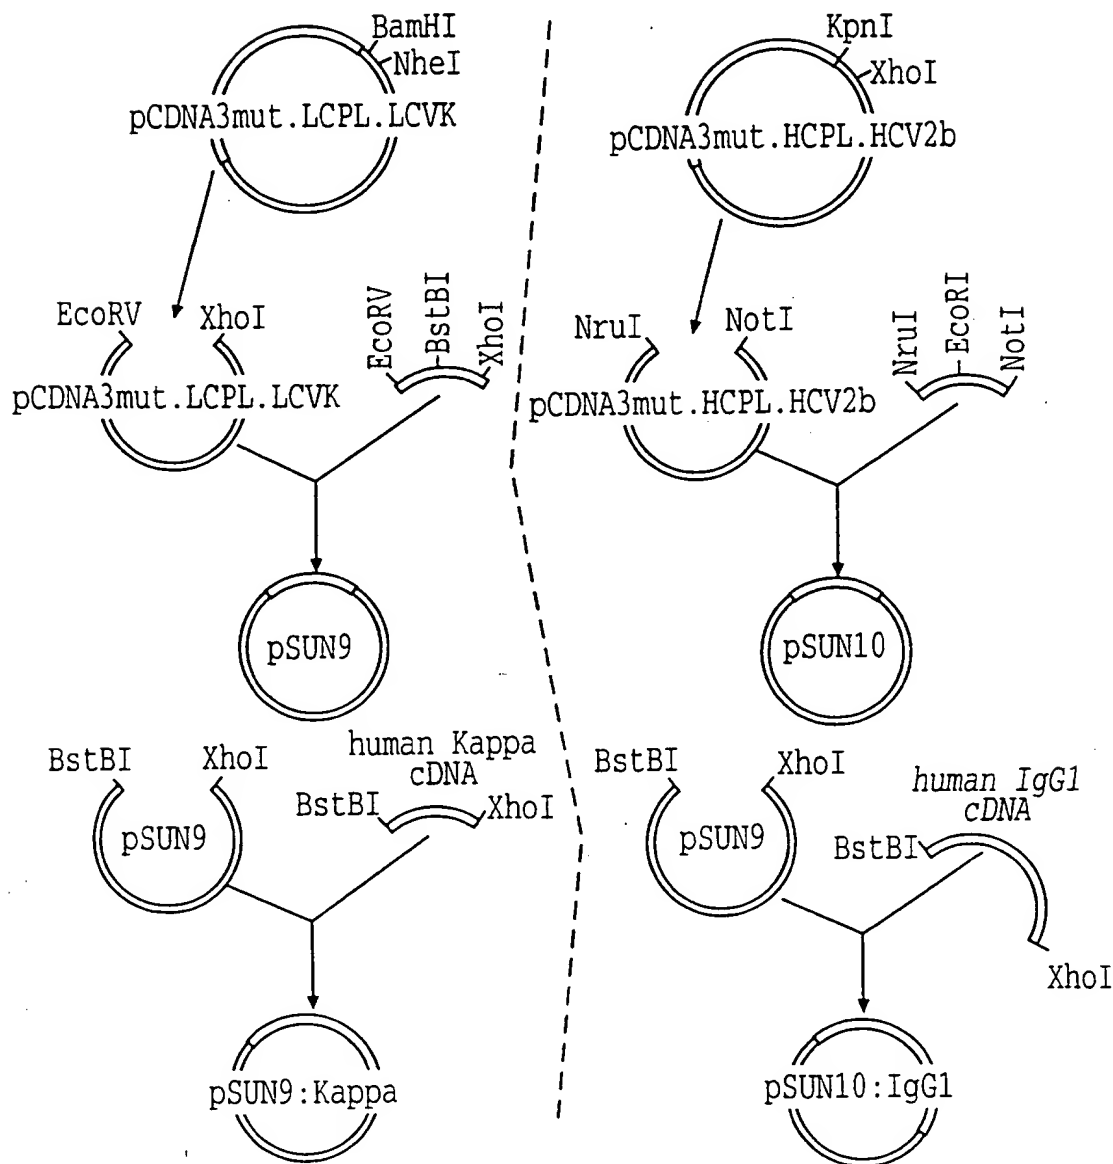 BamHI
NheI
pCDNA3mut.LCPL.LCVK
EcoRV
XhoI
pCDNA3mut.LCPL.LCVK
EcoRV
BstBI
XhoI
pSUN9
BstBI
XhoI
pSUN9
human Kappa
cDNA
BstBI
XhoI
pSUN9:Kappa
KpnI
XhoI
pCDNA3mut.HCPL.HCV2b
NruI
NotI
pCDNA3mut.HCPL.HCV2b
NruI
EcoRI
NotI
pSUN10
BstBI
XhoI
pSUN9
human IgG1
cDNA
BstBI
XhoI
pSUN10:IgG1